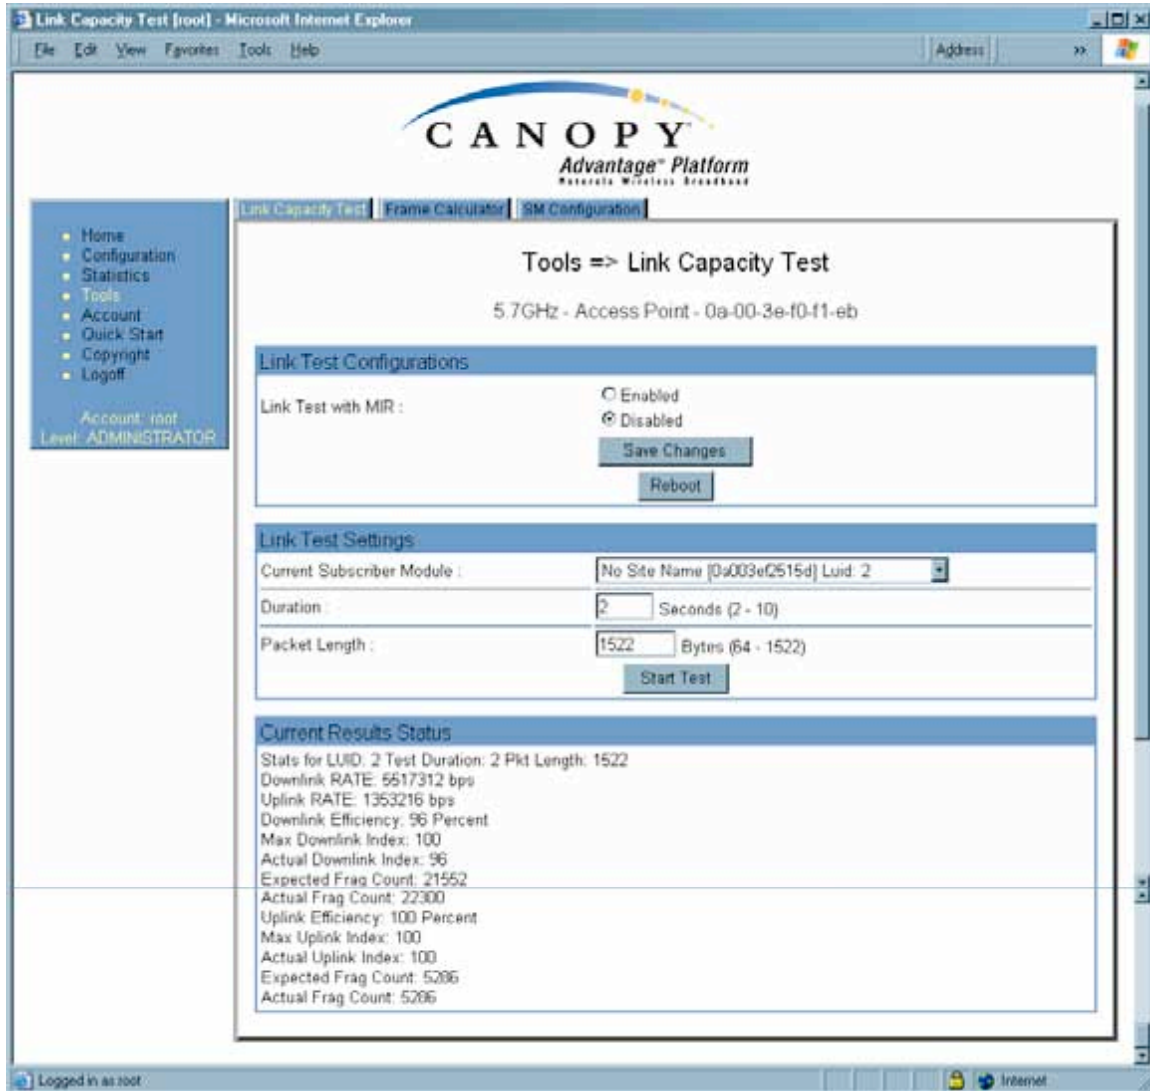 Link Capacity Test [root] - Microsoft Internet Explorer
File Edit View Favorites Tools Help
Address »
CANOPY™
Advantage™ Platform
Motorola Wireless Broadband
Link Capacity Test Frame Calculator SM Configuration
Home
Configuration
Statistics
Tools
Account
Quick Start
Copyright
Logoff
Account: root
Level: ADMINISTRATOR
Tools => Link Capacity Test
5.7GHz - Access Point - 0a-00-3e-f0-f1-eb
Link Test Configurations
Link Test with MIR :
Enabled
Disabled
Save Changes
Reboot
Link Test Settings
Current Subscriber Module : No Site Name [0a003ef2515d] Luid: 2
Duration : 2 Seconds (2 - 10)
Packet Length : 1522 Bytes (64 - 1522)
Start Test
Current Results Status
Stats for LUID: 2 Test Duration: 2 Pkt Length: 1522
Downlink RATE: 5517312 bps
Uplink RATE: 1353216 bps
Downlink Efficiency: 96 Percent
Max Downlink Index: 100
Actual Downlink Index: 96
Expected Frag Count: 21552
Actual Frag Count: 22300
Uplink Efficiency: 100 Percent
Max Uplink Index: 100
Actual Uplink Index: 100
Expected Frag Count: 5286
Actual Frag Count: 5286
Logged in as root
Internet